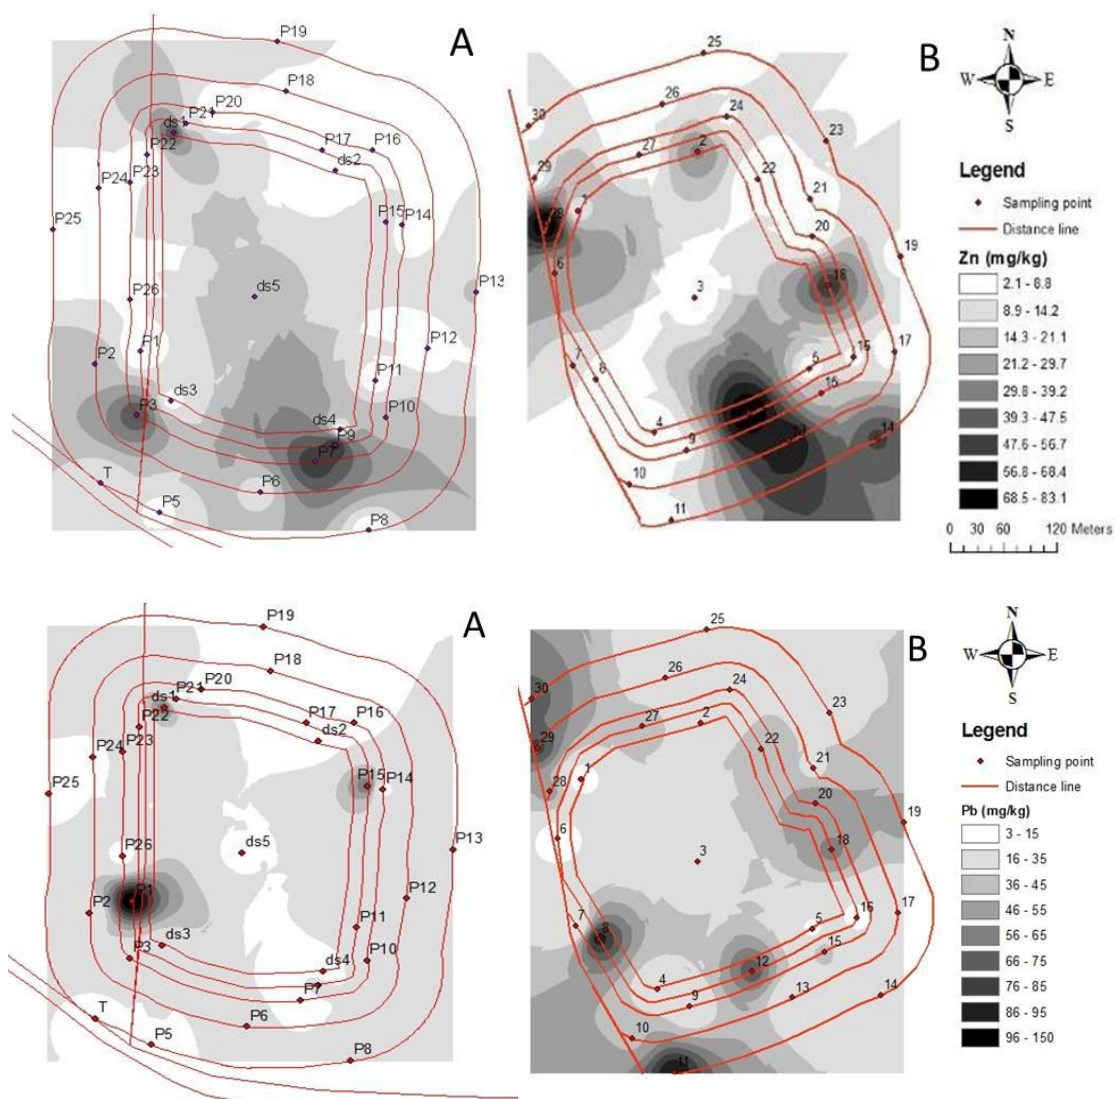 A
P19
P18
P20
P21
ds1
P22
P17
P16
ds2
P24
P23
P25
P15
P14
ds5
P13
P26
P1
P12
P2
P11
ds3
P3
P10
ds4
P9
P7
T
P6
P5
P8
B
25
26
24
30
23
27
2
29
22
1
21
28
20
19
6
18
3
17
7
16
8
5
15
4
14
9
13
10
11
N
W E
S
Legend
Sampling point
Distance line
Zn (mg/kg)
2.1 - 8.8
8.9 - 14.2
14.3 - 21.1
21.2 - 29.7
29.8 - 39.2
39.3 - 47.5
47.6 - 56.7
56.8 - 68.4
68.5 - 83.1
0 30 60 120 Meters
A
P19
P18
P20
P21
ds1
P22
P17
P16
ds2
P24
P23
P25
P15
P14
ds5
P13
P26
P1
P12
P2
P11
P3
ds3
P10
ds4
P7
T
P6
P5
P8
B
25
26
24
30
23
27
2
29
22
1
21
28
20
19
6
18
3
17
7
16
8
5
15
12
4
14
9
13
10
11
N
W E
S
Legend
Sampling point
Distance line
Pb (mg/kg)
3 - 15
16 - 35
36 - 45
46 - 55
56 - 65
66 - 75
76 - 85
86 - 95
96 - 150